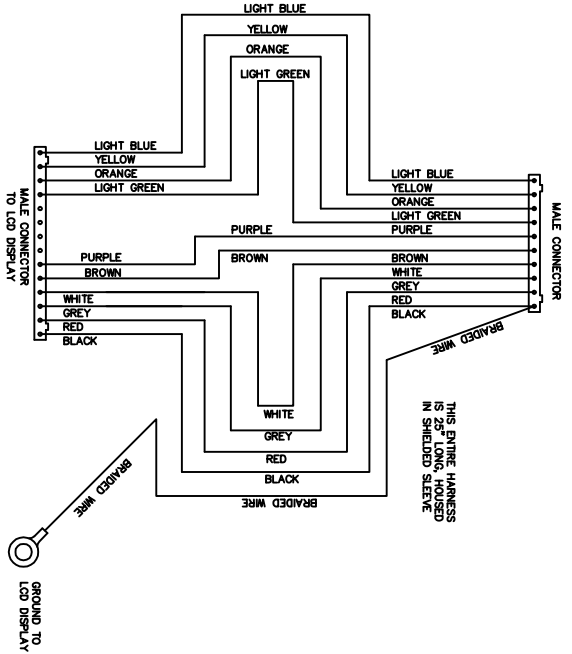 LIGHT BLUE
YELLOW
ORANGE
LIGHT GREEN
LIGHT BLUE
YELLOW
ORANGE
LIGHT GREEN
PURPLE
BROWN
WHITE
GREY
RED
BLACK
MALE CONNECTOR
TO LCD DISPLAY
PURPLE
BROWN
LIGHT BLUE
YELLOW
ORANGE
LIGHT GREEN
PURPLE
BROWN
WHITE
GREY
RED
BLACK
MALE CONNECTOR
BRAIDED WIRE
WHITE
GREY
RED
BLACK
BRAIDED WIRE
THIS ENTIRE HARNESS
IS 25" LONG, HOUSED
IN SHIELDED SLEEVE
BRAIDED WIRE
GROUND TO
LCD DISPLAY